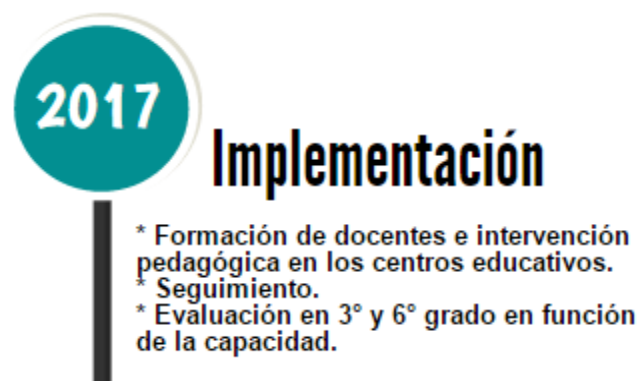 2017
Implementación
* Formación de docentes e intervención
pedagógica en los centros educativos.
* Seguimiento.
* Evaluación en 3° y 6° grado en función
de la capacidad.